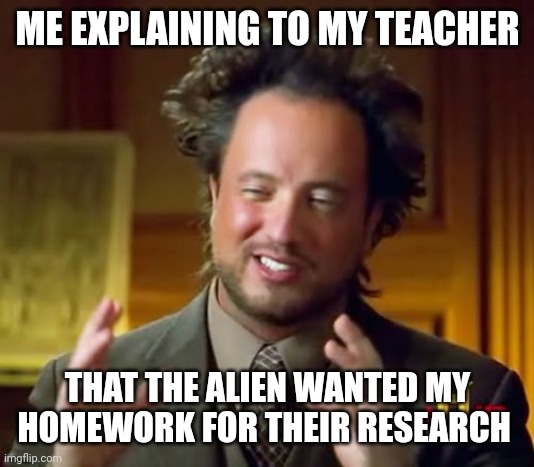 ME EXPLAINING TO MY TEACHER
THAT THE ALIEN WANTED MY
HOMEWORK FOR THEIR RESEARCH
imgflip.com